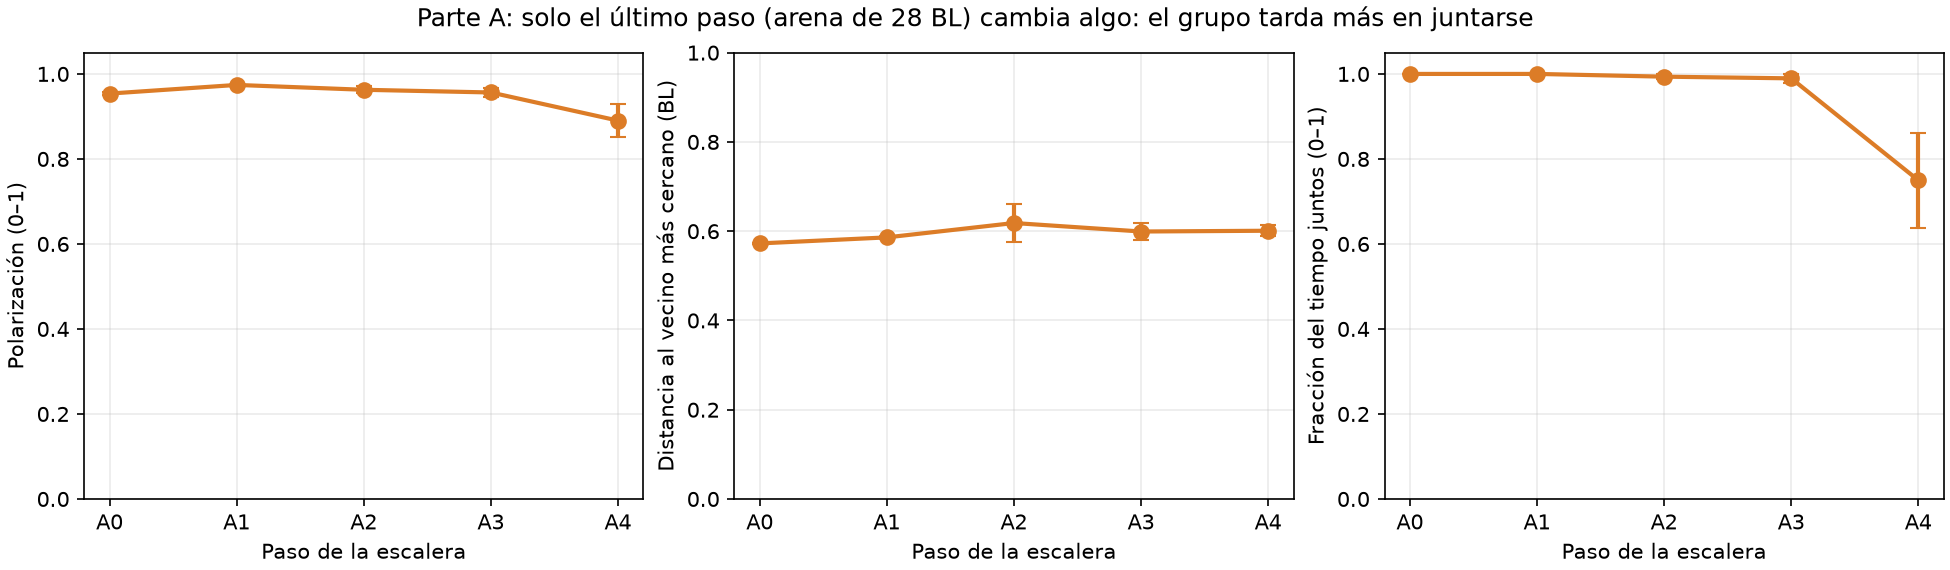 Parte A: solo el último paso (arena de 28 BL) cambia algo: el grupo tarda más en juntarse
Polarización (0–1)
1.0
0.8
0.6
0.4
0.2
0.0
A0 A1 A2 A3 A4
Paso de la escalera
Distancia al vecino más cercano (BL)
1.0
0.8
0.6
0.4
0.2
0.0
A0 A1 A2 A3 A4
Paso de la escalera
Fracción del tiempo juntos (0–1)
1.0
0.8
0.6
0.4
0.2
0.0
A0 A1 A2 A3 A4
Paso de la escalera